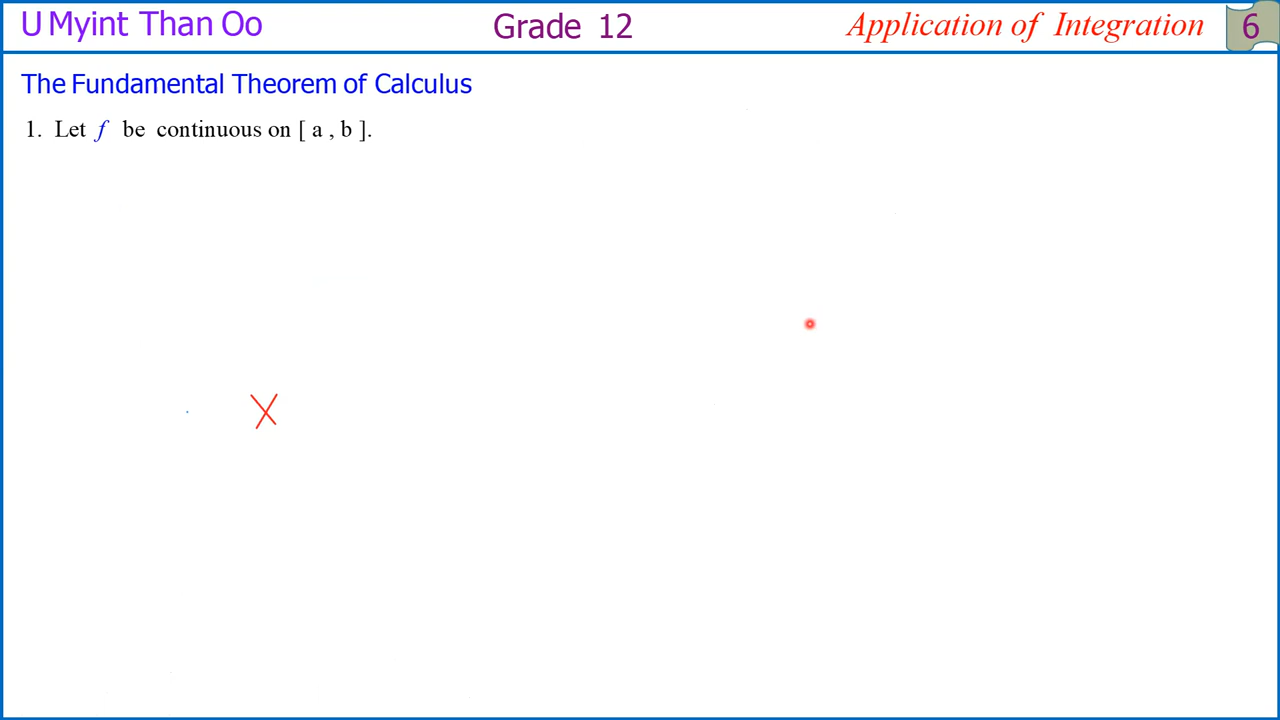 U Myint Than Oo
Grade 12
Application of Integration
6
The Fundamental Theorem of Calculus
1. Let f be continuous on [ a , b ].
X